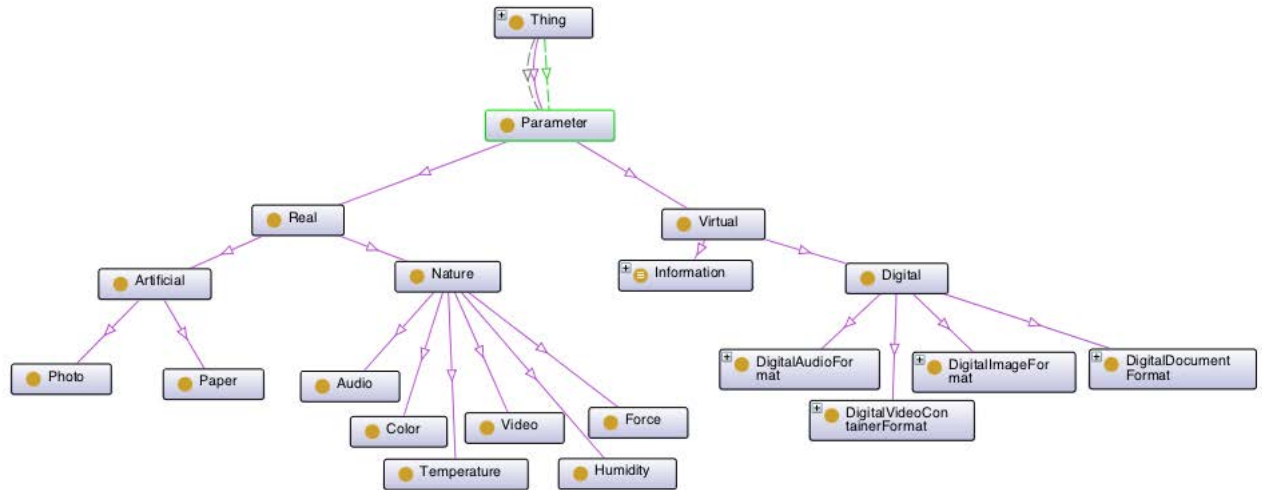 Thing
Parameter
Real
Virtual
Artificial
Nature
Information
Digital
Photo
Paper
Audio
Color
Temperature
Video
Humidity
Force
DigitalAudioFor
mat
DigitalVideoCon
tainerFormat
DigitalImageFor
mat
DigitalDocument
Format